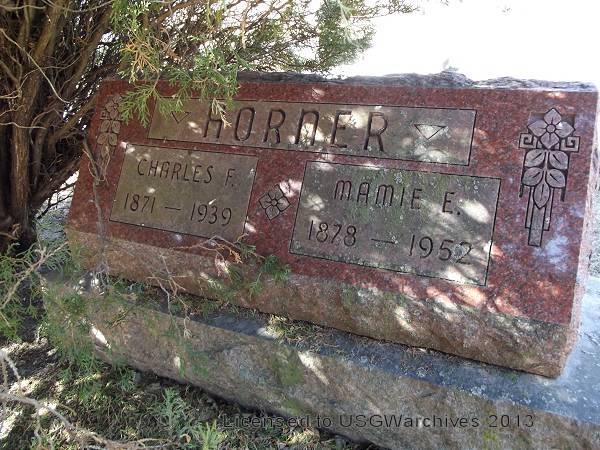 HORNER
CHARLES F.
1871 — 1939
MAMIE E.
1878 — 1952
Licensed to USGWarchives 2013